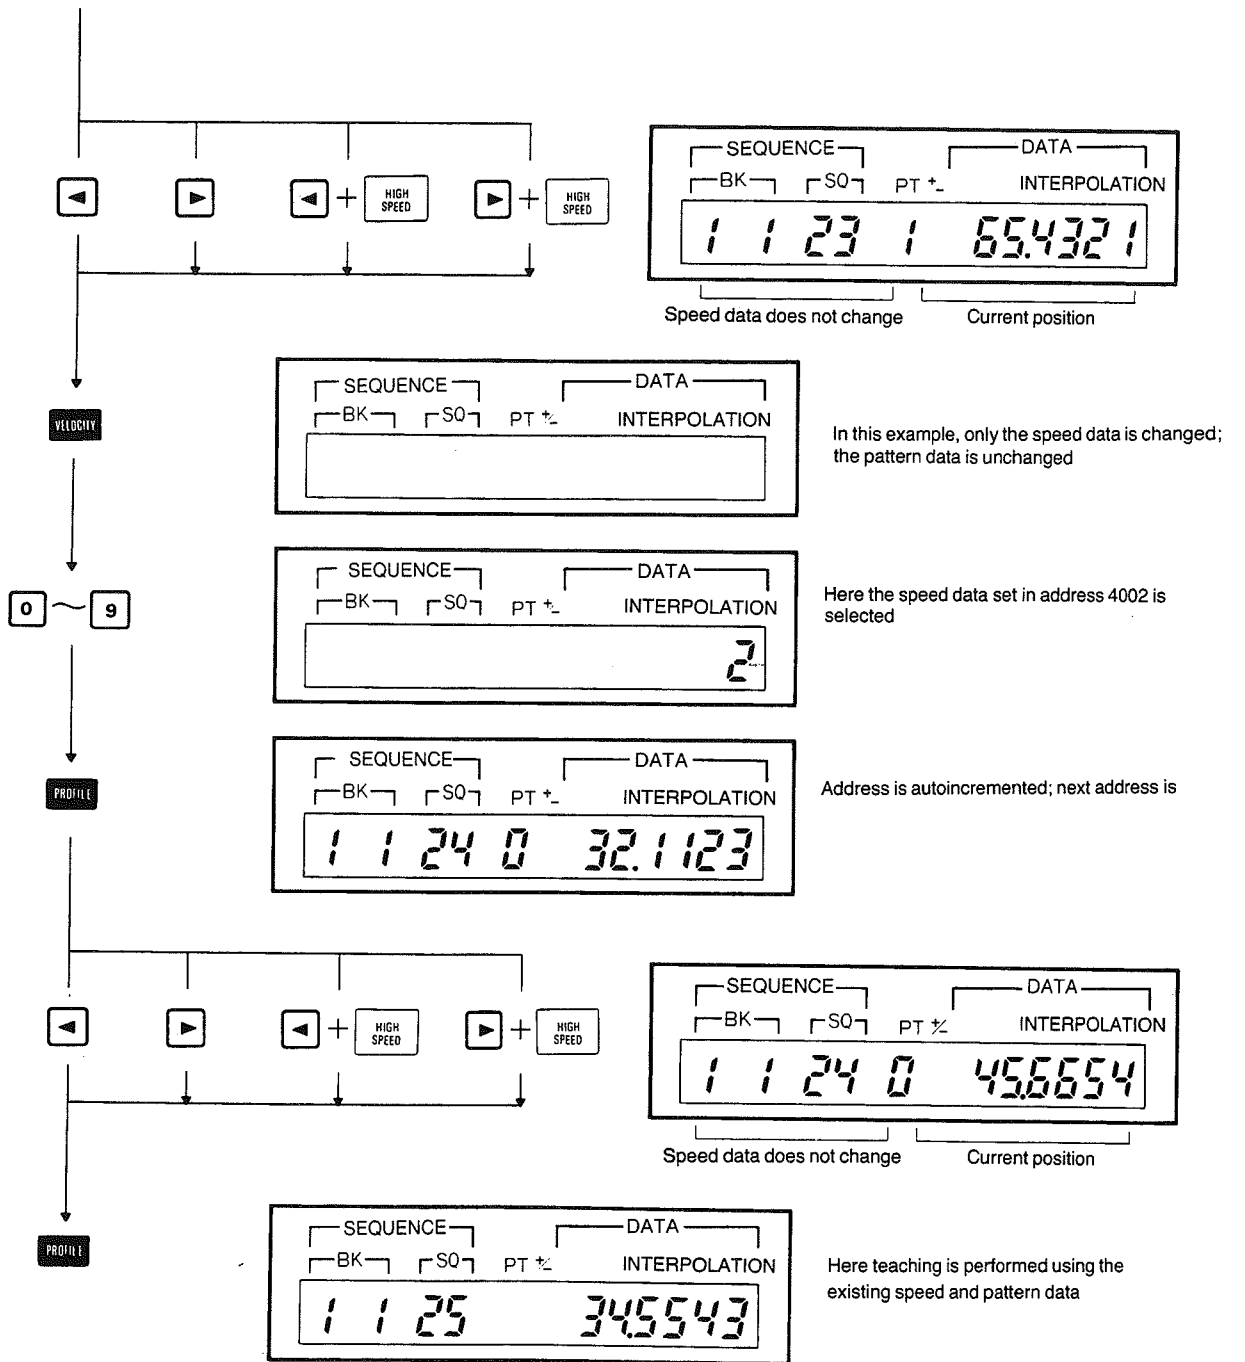 HIGH SPEED + HIGH SPEED +
SEQUENCE DATA
BK SQ PT +/- INTERPOLATION
1 1 23 1 65.4321
Speed data does not change Current position
VELOCITY
SEQUENCE DATA
BK SQ PT +/- INTERPOLATION
In this example, only the speed data is changed;
the pattern data is unchanged
0 ~ 9
SEQUENCE DATA
BK SQ PT +/- INTERPOLATION
2
Here the speed data set in address 4002 is
selected
PROFILE
SEQUENCE DATA
BK SQ PT +/- INTERPOLATION
1 1 24 0 32.1123
Address is autoincremented; next address is
+ HIGH SPEED + HIGH SPEED
SEQUENCE DATA
BK SQ PT +/- INTERPOLATION
1 1 24 0 45.6654
Speed data does not change Current position
PROFILE
SEQUENCE DATA
BK SQ PT +/- INTERPOLATION
1 1 25 34.5543
Here teaching is performed using the
existing speed and pattern data